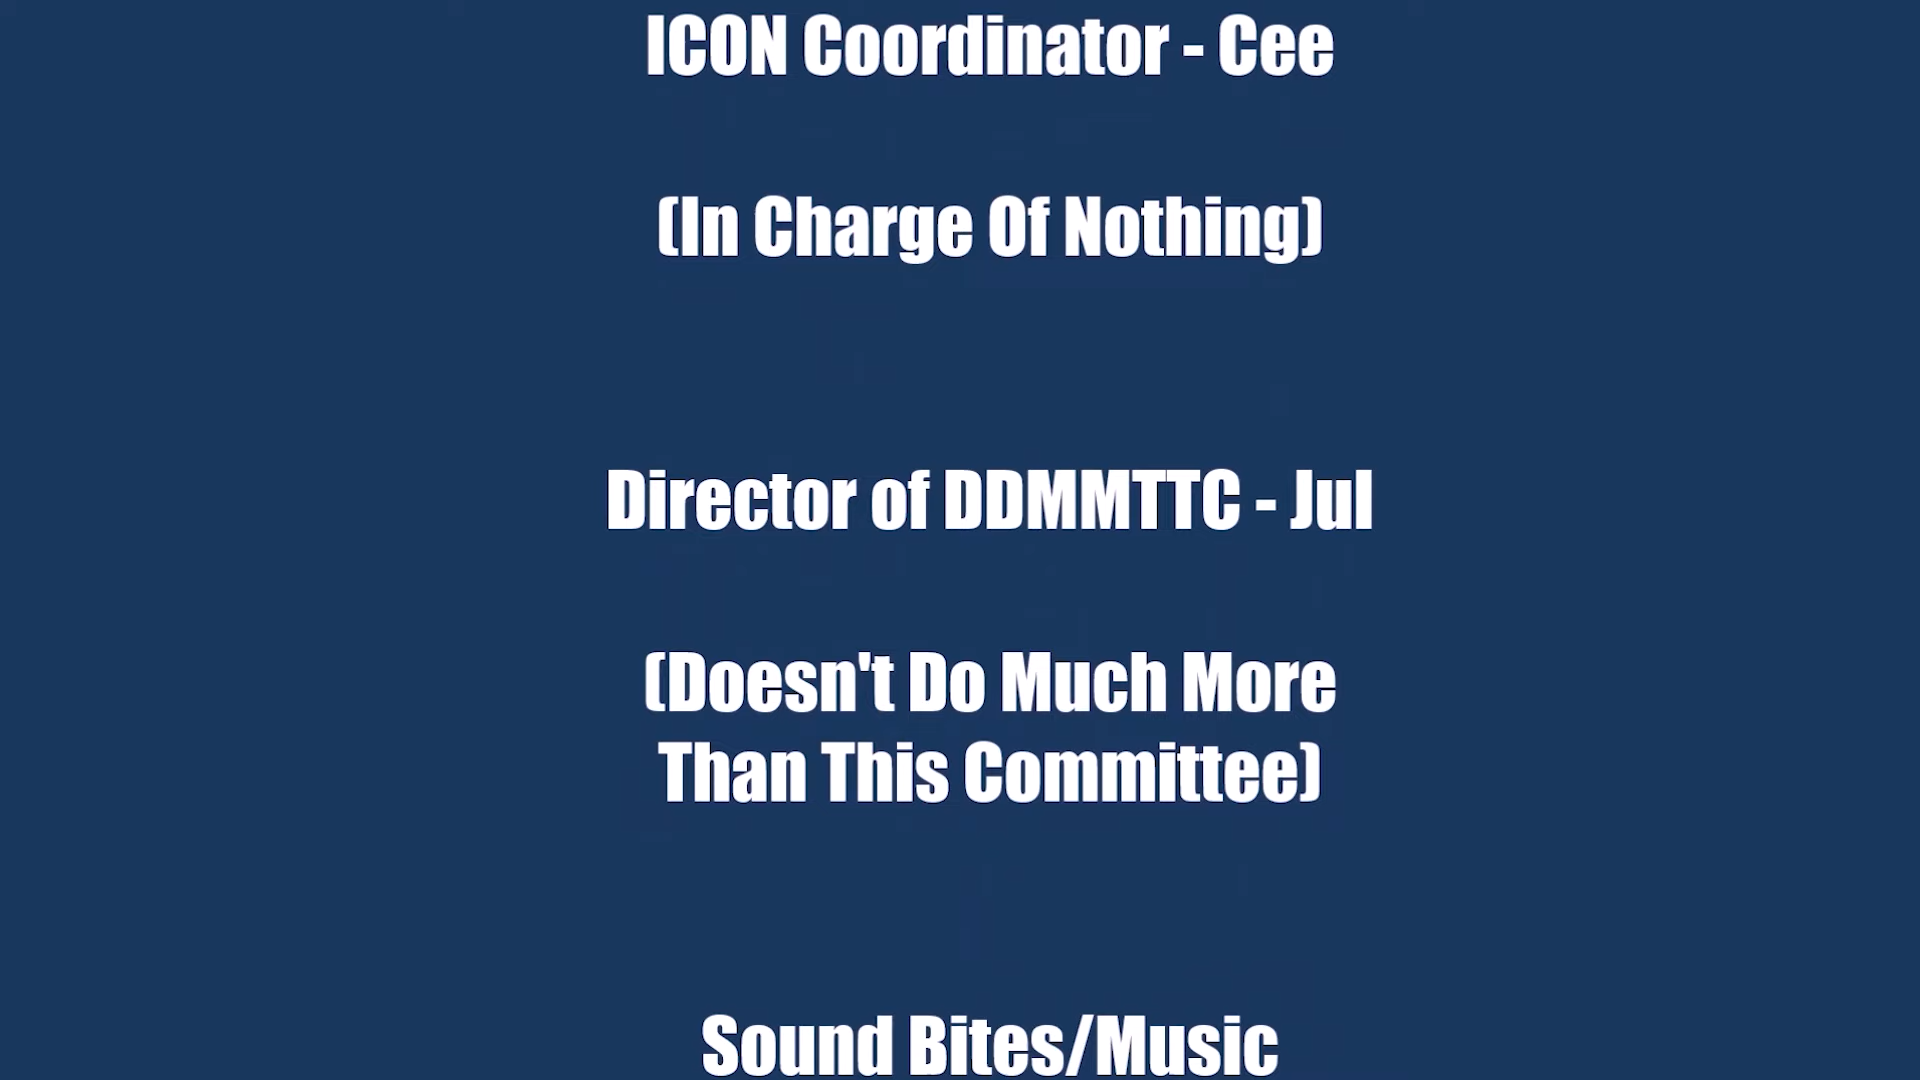 ICON Coordinator - Cee
(In Charge Of Nothing)
Director of DDMMTTC - Jul
(Doesn't Do Much More
Than This Committee)
Sound Bites/Music